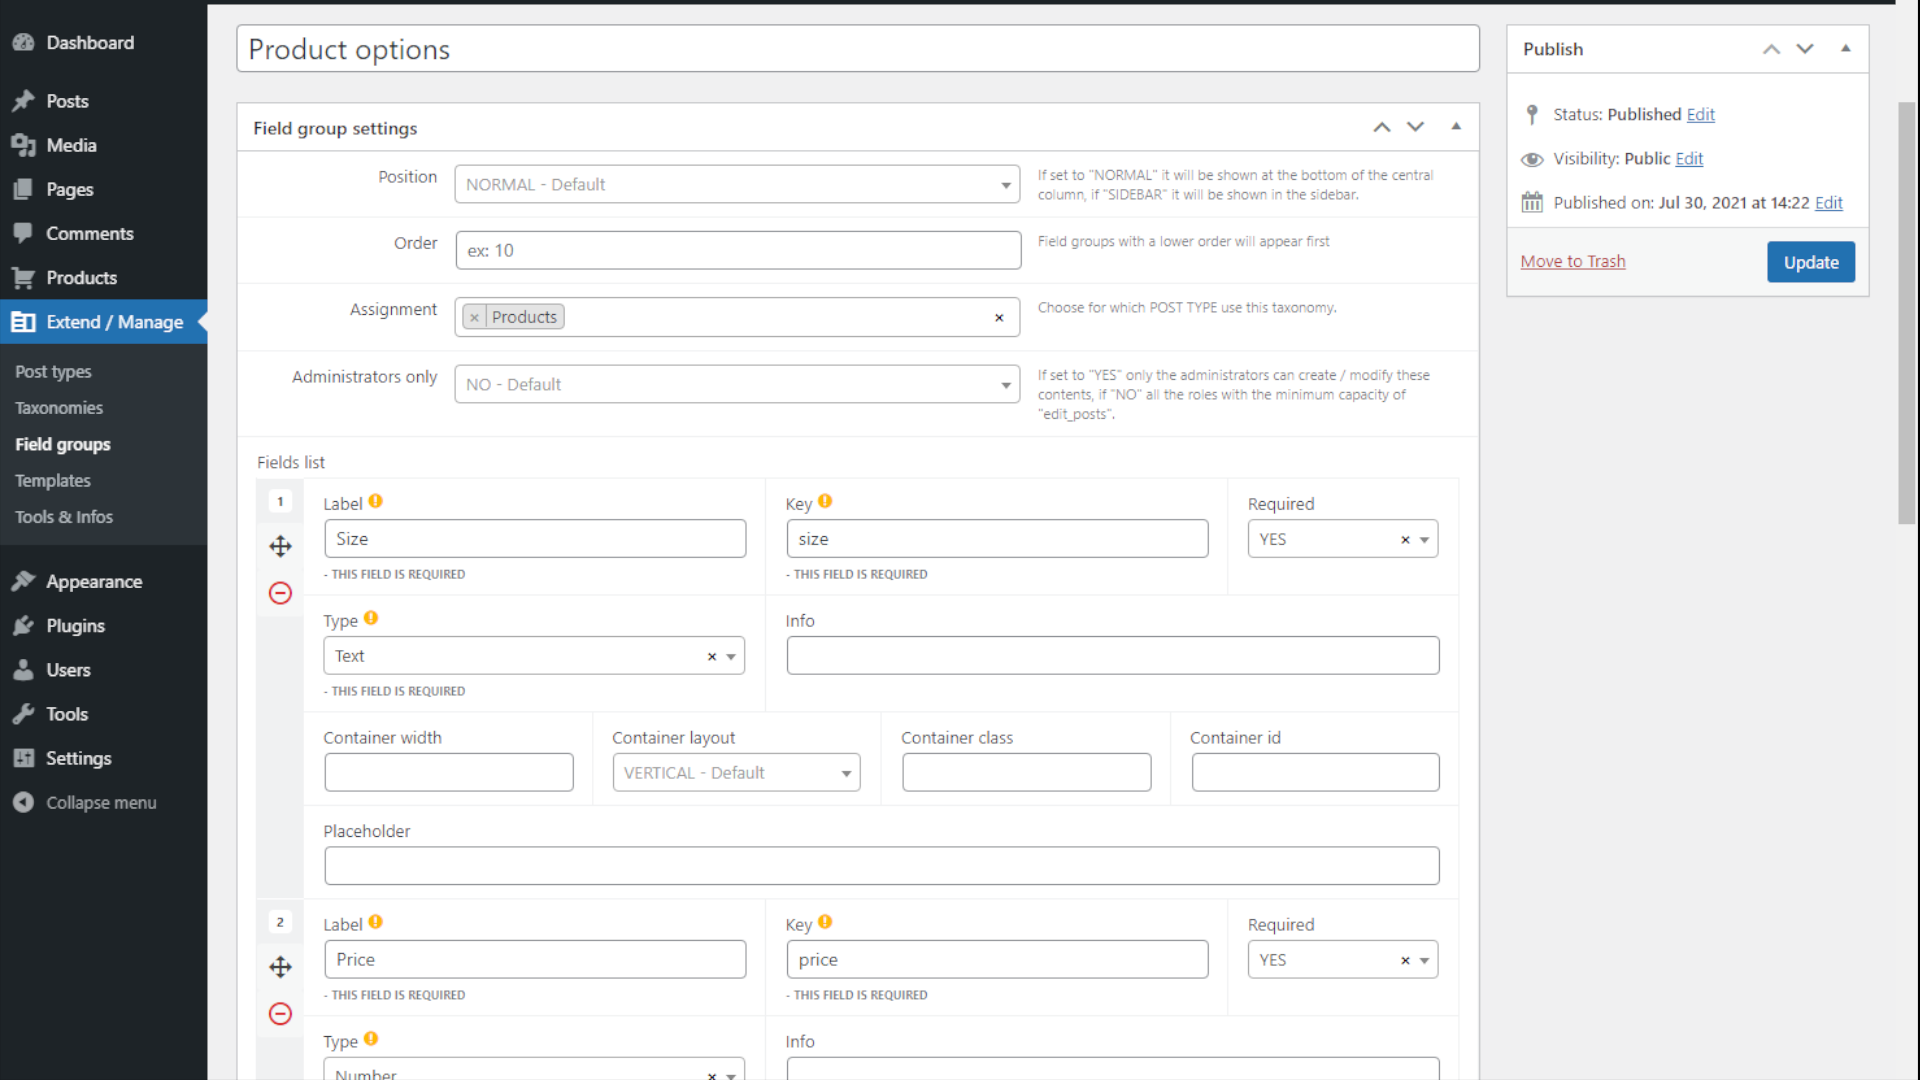 Dashboard
Posts
Media
Pages
Comments
Products
Extend / Manage
Post types
Taxonomies
Field groups
Templates
Tools & Infos
Appearance
Plugins
Users
Tools
Settings
Collapse menu
Product options
Field group settings
Position
NORMAL - Default
If set to "NORMAL" it will be shown at the bottom of the central
column, if "SIDEBAR" it will be shown in the sidebar.
Order
ex: 10
Field groups with a lower order will appear first
Assignment
× Products ×
Choose for which POST TYPE use this taxonomy.
Administrators only
NO - Default
If set to "YES" only the administrators can create / modify these
contents, if "NO" all the roles with the minimum capacity of
"edit_posts".
Fields list
1
Label
Size
- THIS FIELD IS REQUIRED
Key
size
- THIS FIELD IS REQUIRED
Required
YES ×
Type
Text ×
- THIS FIELD IS REQUIRED
Info
Container width
Container layout
VERTICAL - Default
Container class
Container id
Placeholder
2
Label
Price
- THIS FIELD IS REQUIRED
Key
price
- THIS FIELD IS REQUIRED
Required
YES ×
Type
Number ×
Info
Publish
Status: Published Edit
Visibility: Public Edit
Published on: Jul 30, 2021 at 14:22 Edit
Move to Trash
Update